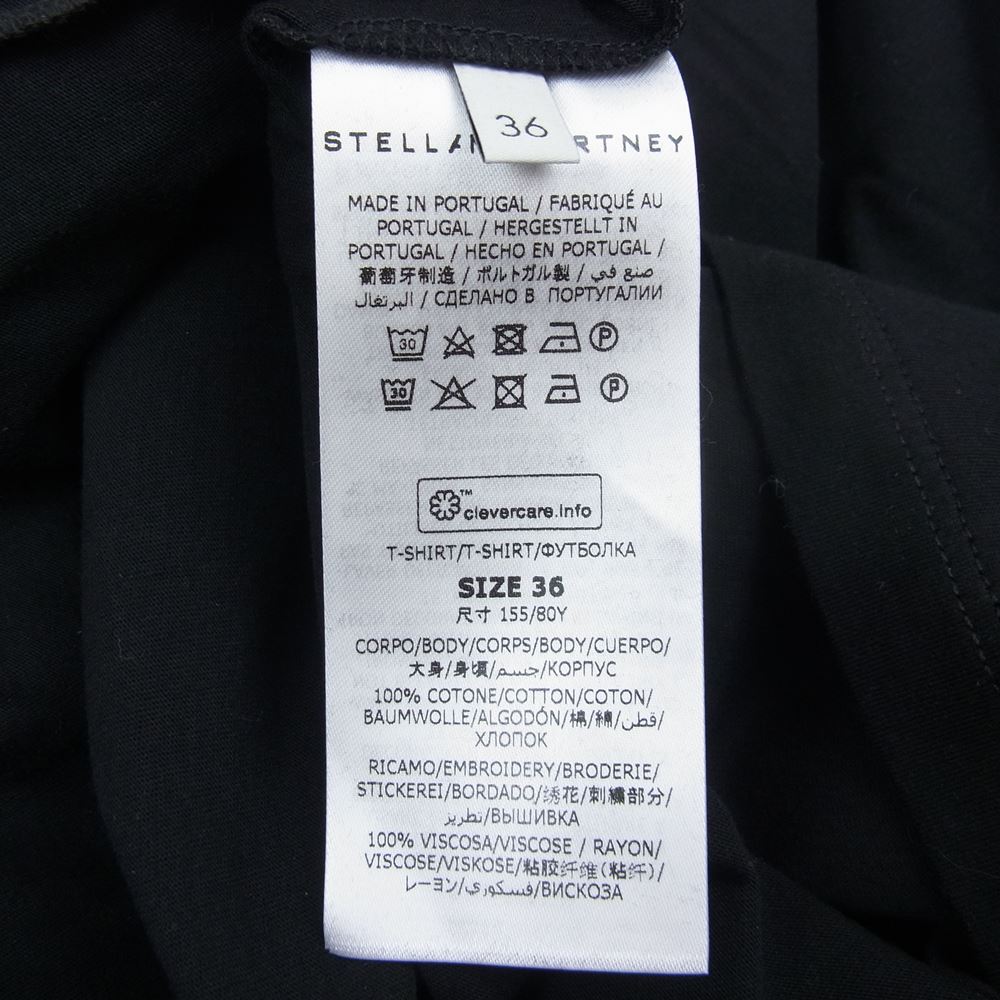 36
STELLA RTNEY
MADE IN PORTUGAL / FABRIQUÉ AU
PORTUGAL / HERGESTELLT IN
PORTUGAL / HECHO EN PORTUGAL /
葡萄牙制造 / ポルトガル製 / صنع في
البرتغال / СДЕЛАНО В ПОРТУГАЛИИ
30 P
30 P
™
clevercare.info
T-SHIRT/T-SHIRT/ФУТБОЛКА
SIZE 36
尺寸 155/80Y
CORPO/BODY/CORPS/BODY/CUERPO/
大身/身頃/جسم/КОРПУС
100% COTONE/COTTON/COTON/
BAUMWOLLE/ALGODÓN/棉/綿/قطن/
ХЛОПОК
RICAMO/EMBROIDERY/BRODERIE/
STICKEREI/BORDADO/绣花/刺繍部分/
تطريز/ВЫШИВКА
100% VISCOSA/VISCOSE / RAYON/
VISCOSE/VISKOSE/粘胶纤维(粘纤)/
レーヨン/فسكوزي/ВИСКОЗА